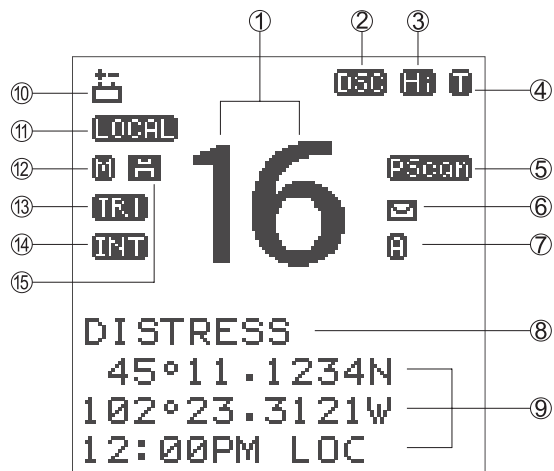 ① ② ③
DSC Hi T
④
⑩
⑪ LOCAL
16
⑫ M
PScan ⑤
⑬ TRI
⑥
⑭ INT
A ⑦
⑮
DISTRESS ⑧
45°11.1234N
102°23.3121W ⑨
12:00PM LOC